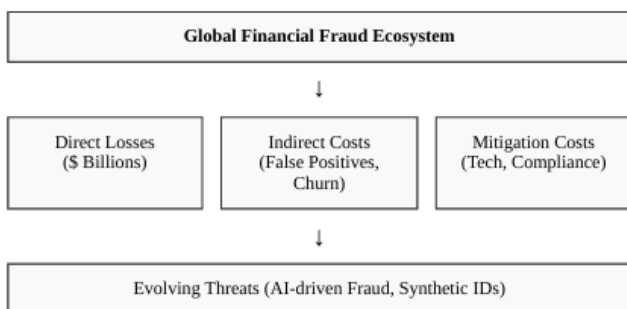 Global Financial Fraud Ecosystem
↓
Direct Losses
($ Billions)
Indirect Costs
(False Positives,
Churn)
Mitigation Costs
(Tech, Compliance)
↓
Evolving Threats (AI-driven Fraud, Synthetic IDs)